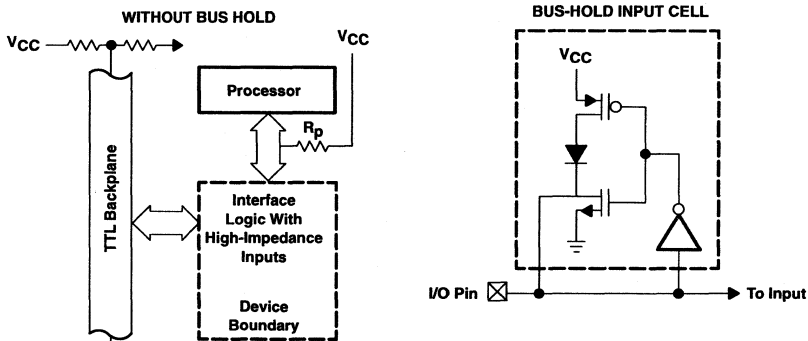 WITHOUT BUS HOLD
VCC
VCC
Processor
Rp
TTL Backplane
Interface
Logic With
High-Impedance
Inputs
Device
Boundary
BUS-HOLD INPUT CELL
VCC
I/O Pin
To Input